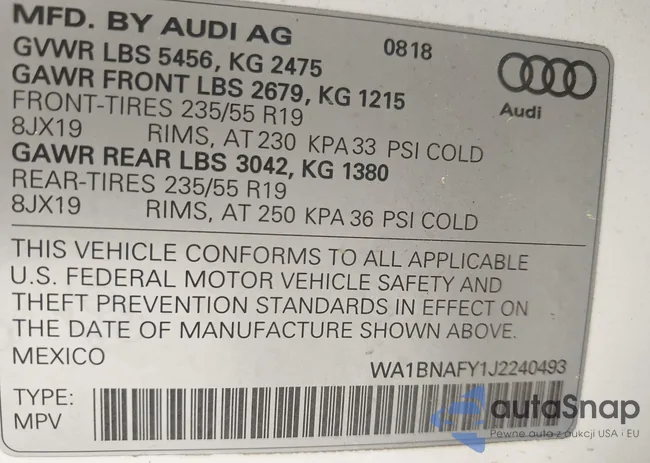 MFD. BY AUDI AG 0818
GVWR LBS 5456, KG 2475
GAWR FRONT LBS 2679, KG 1215
FRONT-TIRES 235/55 R19
8JX19 RIMS, AT 230 KPA 33 PSI COLD
GAWR REAR LBS 3042, KG 1380
REAR-TIRES 235/55 R19
8JX19 RIMS, AT 250 KPA 36 PSI COLD
Audi
THIS VEHICLE CONFORMS TO ALL APPLICABLE
U.S. FEDERAL MOTOR VEHICLE SAFETY AND
THEFT PREVENTION STANDARDS IN EFFECT ON
THE DATE OF MANUFACTURE SHOWN ABOVE.
MEXICO
WA1BNAFY1J2240493
TYPE:
MPV
autaSnap
Pewne auto z aukcji USA i EU